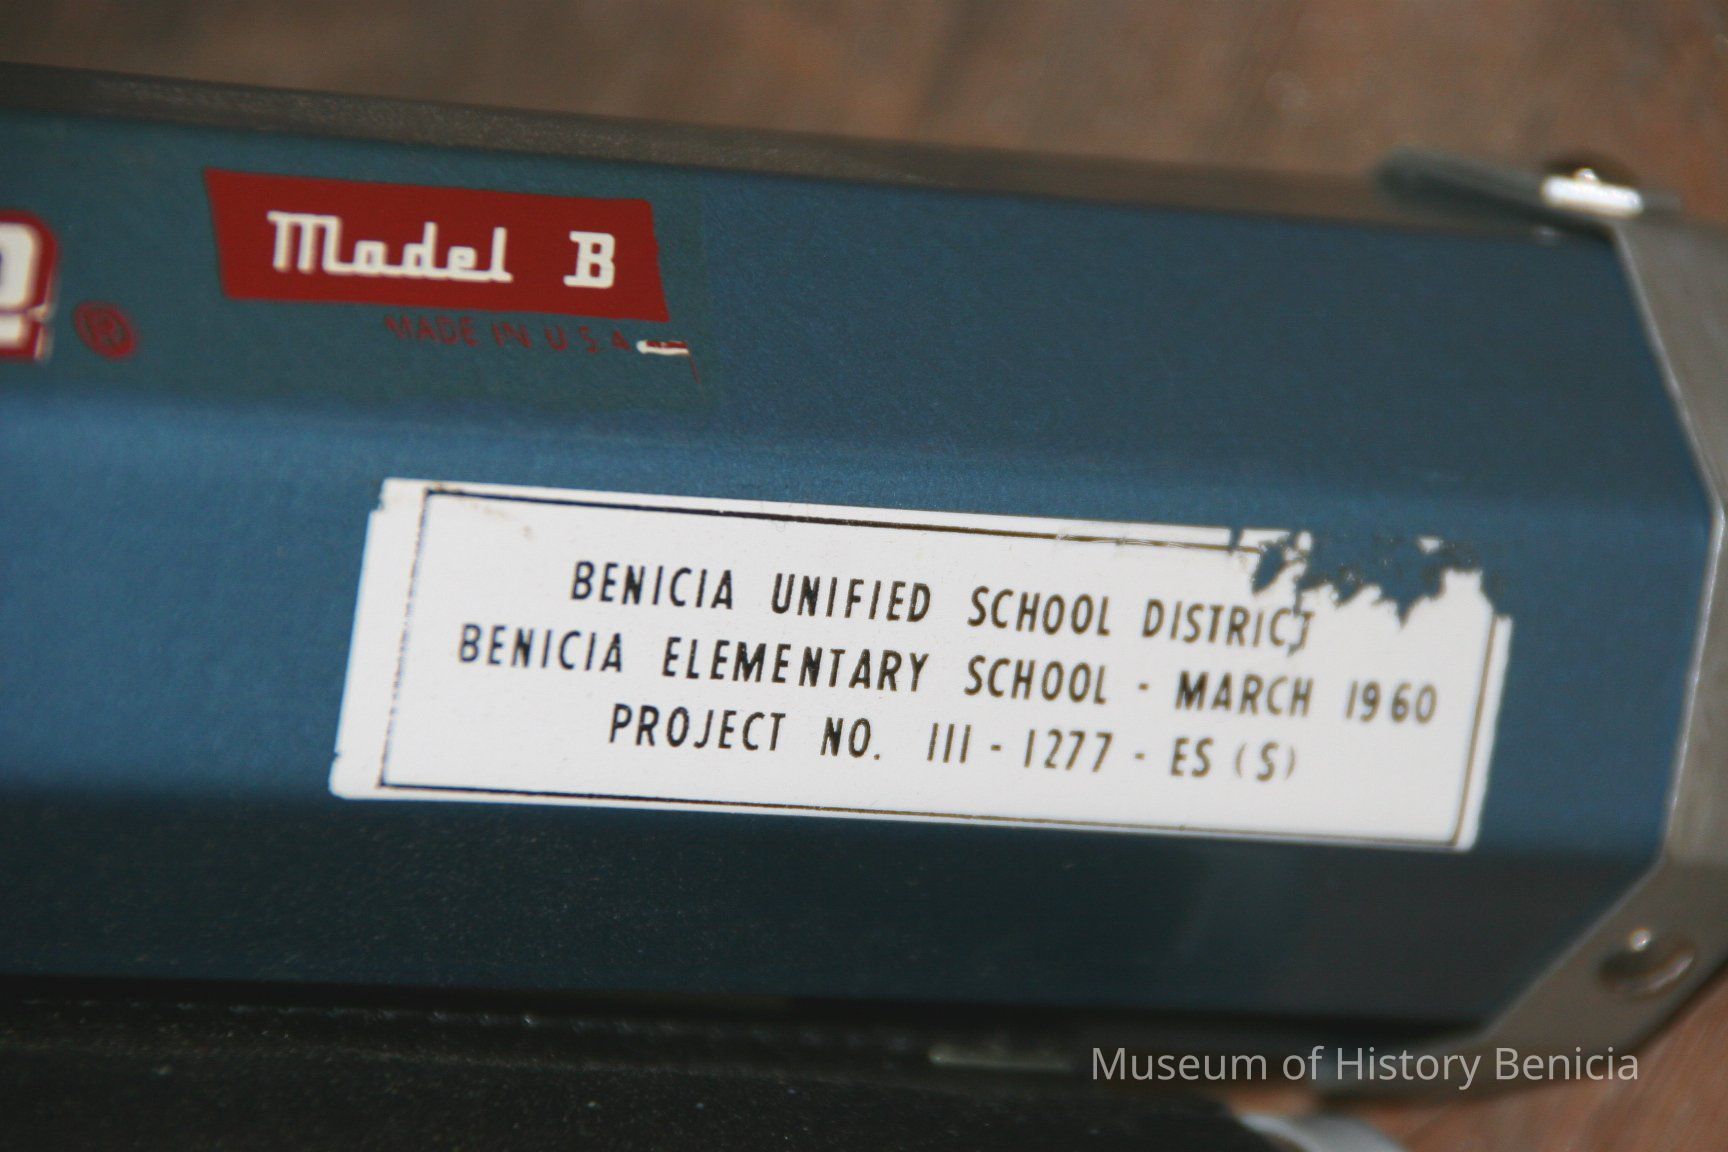 Model B
®
MADE IN U S A
BENICIA UNIFIED SCHOOL DISTRICT
BENICIA ELEMENTARY SCHOOL - MARCH 1960
PROJECT NO. III - 1277 - ES (S)
Museum of History Benicia